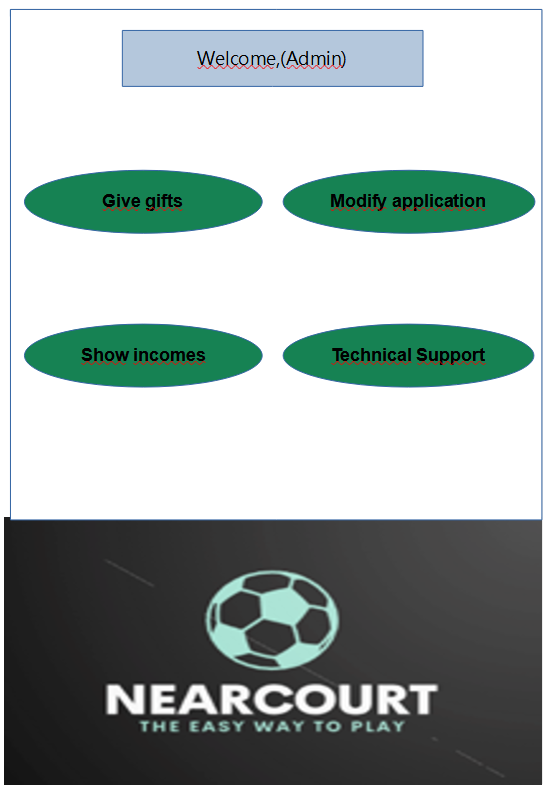 Welcome,(Admin)
Give gifts
Modify application
Show incomes
Technical Support
NEARCOURT
THE EASY WAY TO PLAY